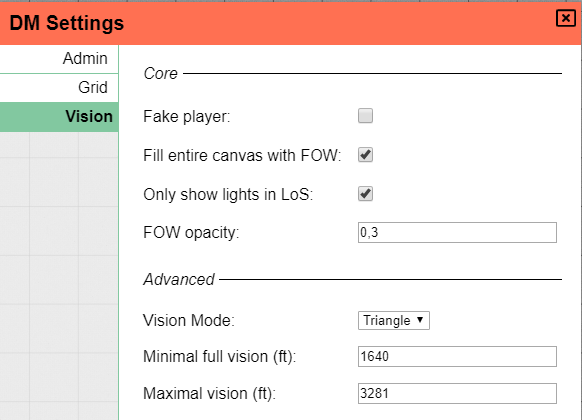 DM Settings
Admin
Grid
Vision
Core
Fake player:
Fill entire canvas with FOW:
Only show lights in LoS:
FOW opacity: 0,3
Advanced
Vision Mode: Triangle
Minimal full vision (ft): 1640
Maximal vision (ft): 3281